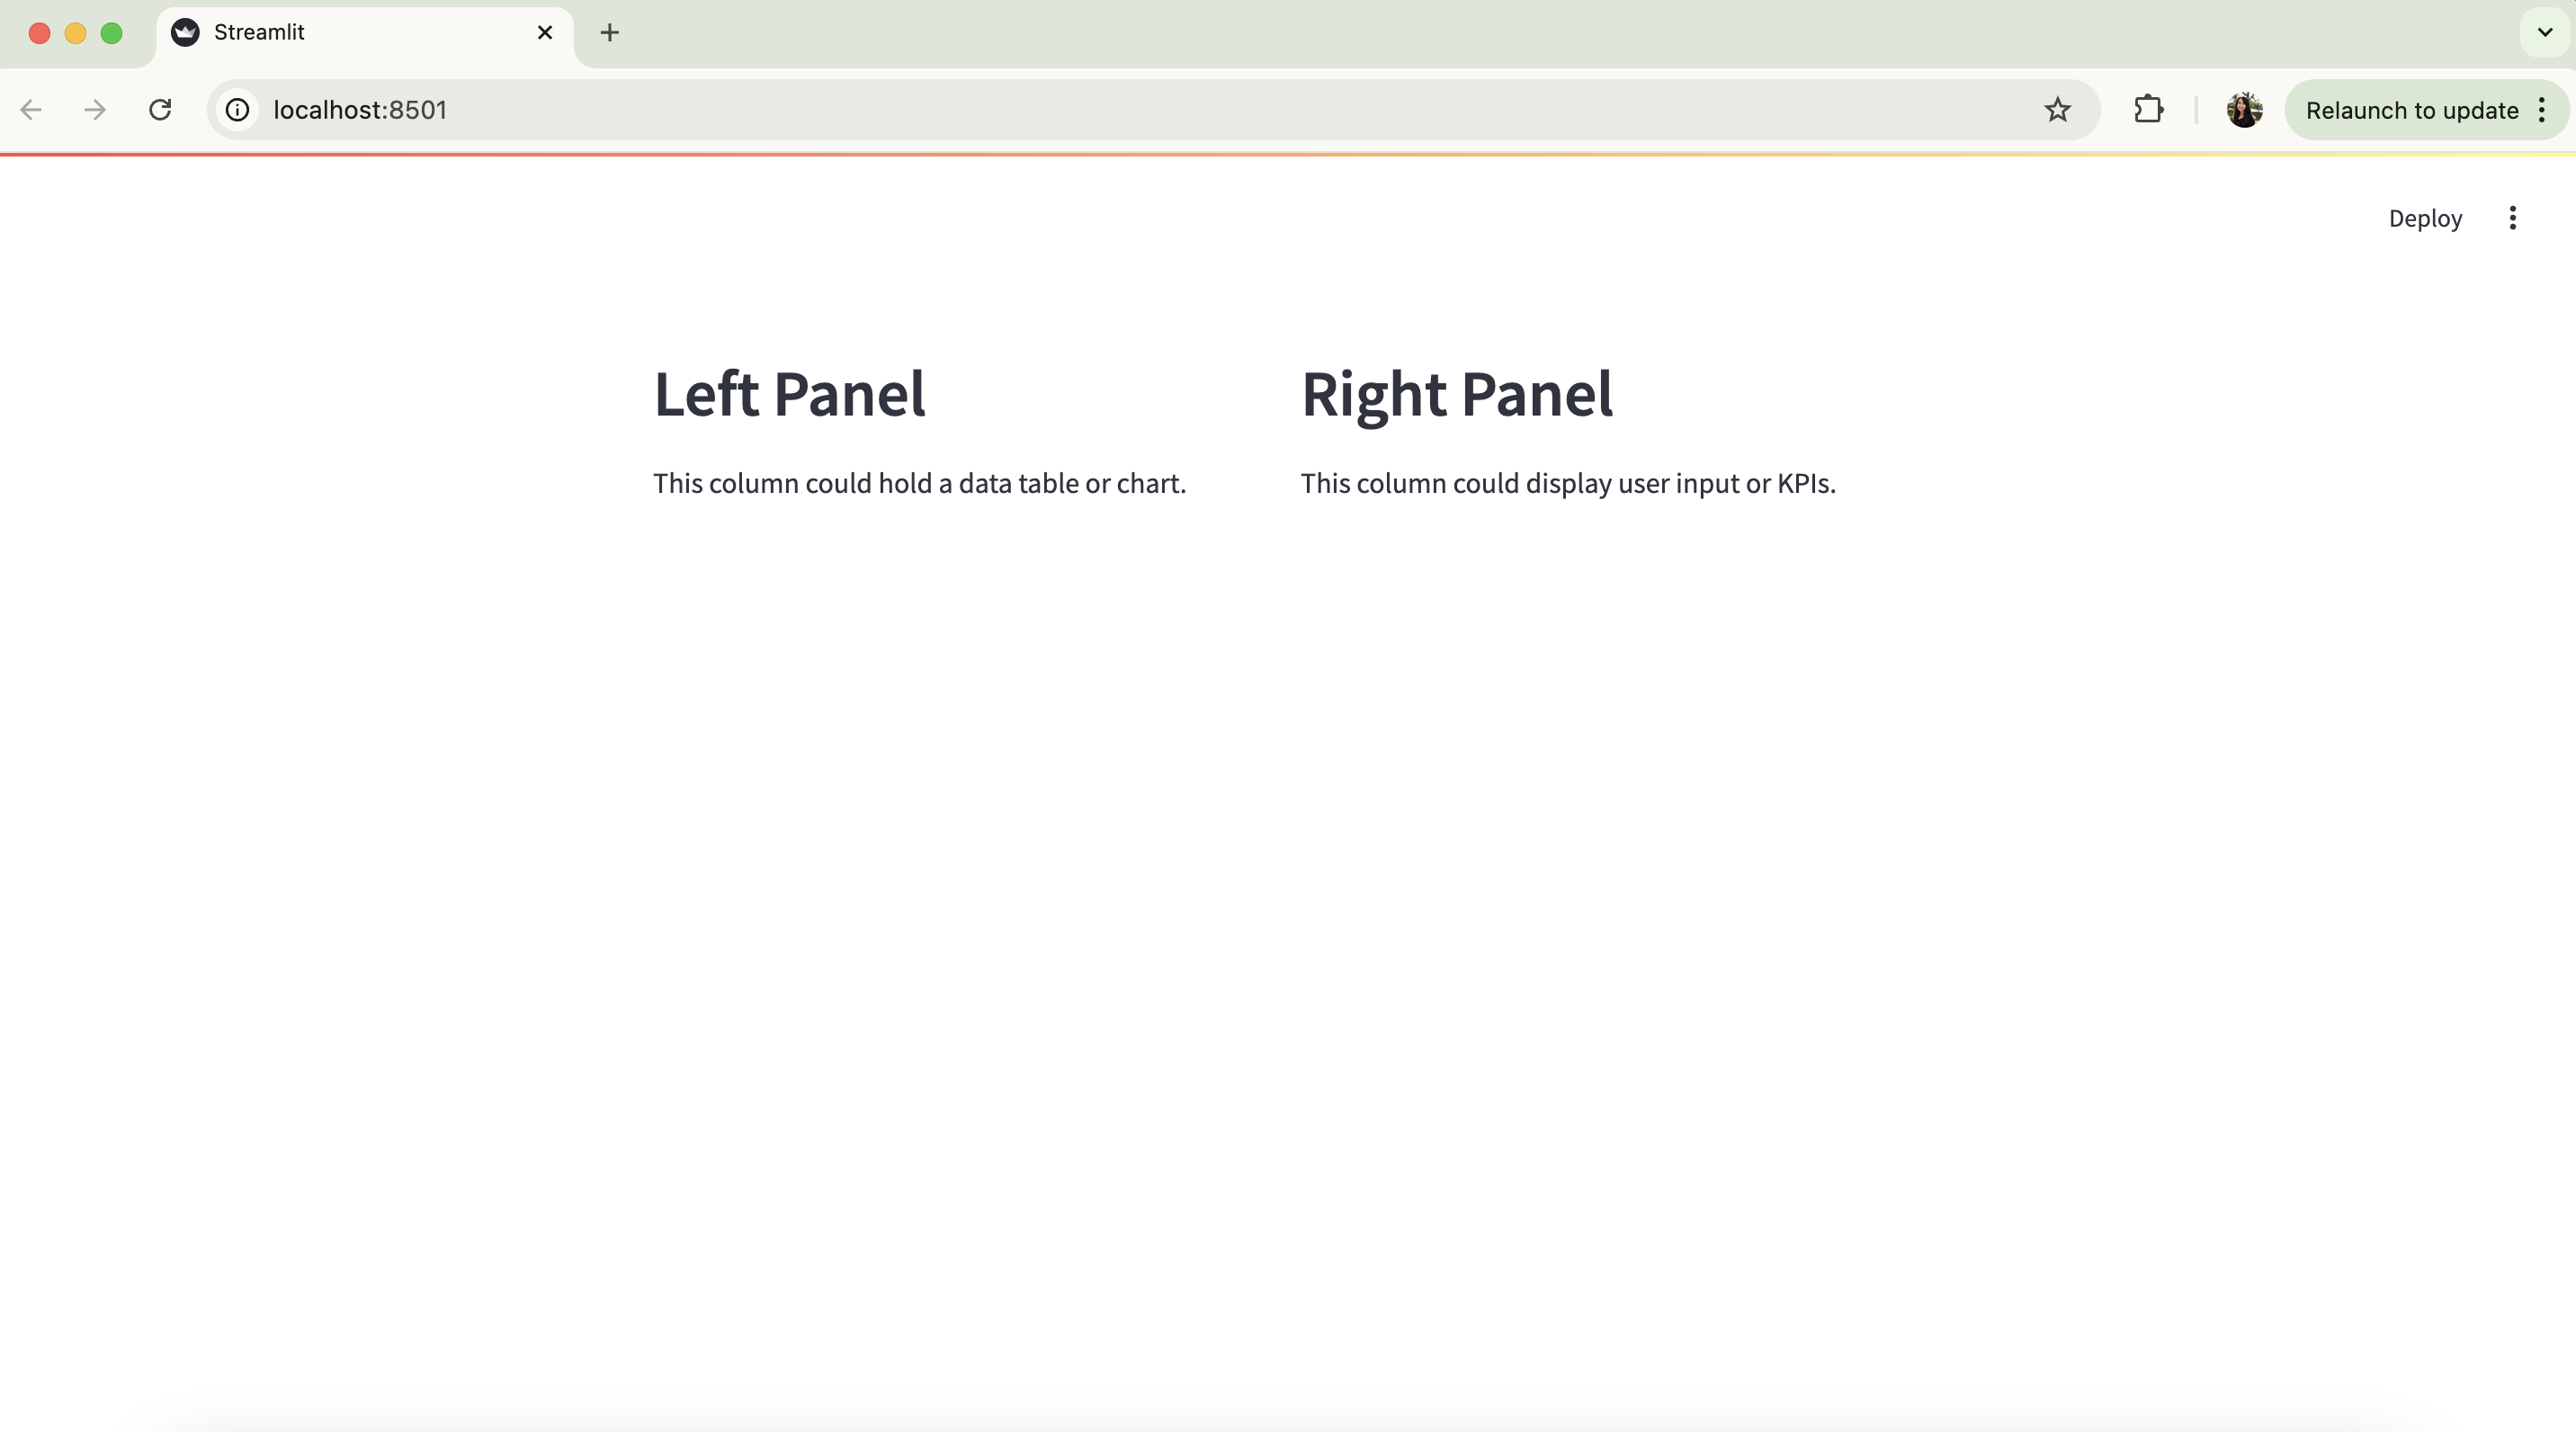 Streamlit
localhost:8501
Relaunch to update
Deploy
Left Panel
This column could hold a data table or chart.
Right Panel
This column could display user input or KPIs.